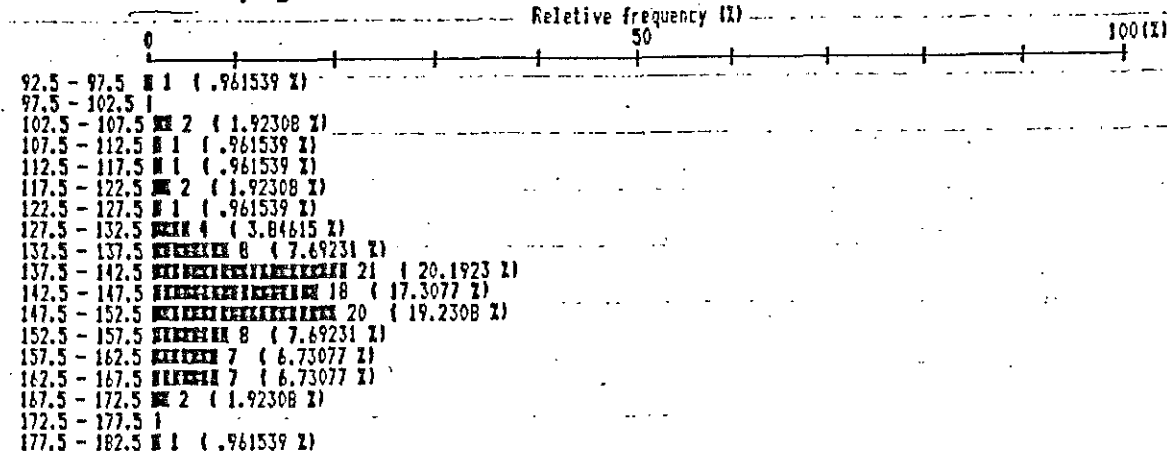 Reletive frequency (%)
0 50 100(%)
92.5 - 97.5 1 ( .961539 %)
97.5 - 102.5
102.5 - 107.5 2 ( 1.92308 %)
107.5 - 112.5 1 ( .961539 %)
112.5 - 117.5 1 ( .961539 %)
117.5 - 122.5 2 ( 1.92308 %)
122.5 - 127.5 1 ( .961539 %)
127.5 - 132.5 4 ( 3.84615 %)
132.5 - 137.5 8 ( 7.69231 %)
137.5 - 142.5 21 ( 20.1923 %)
142.5 - 147.5 18 ( 17.3077 %)
147.5 - 152.5 20 ( 19.2308 %)
152.5 - 157.5 8 ( 7.69231 %)
157.5 - 162.5 7 ( 6.73077 %)
162.5 - 167.5 7 ( 6.73077 %)
167.5 - 172.5 2 ( 1.92308 %)
172.5 - 177.5
177.5 - 182.5 1 ( .961539 %)